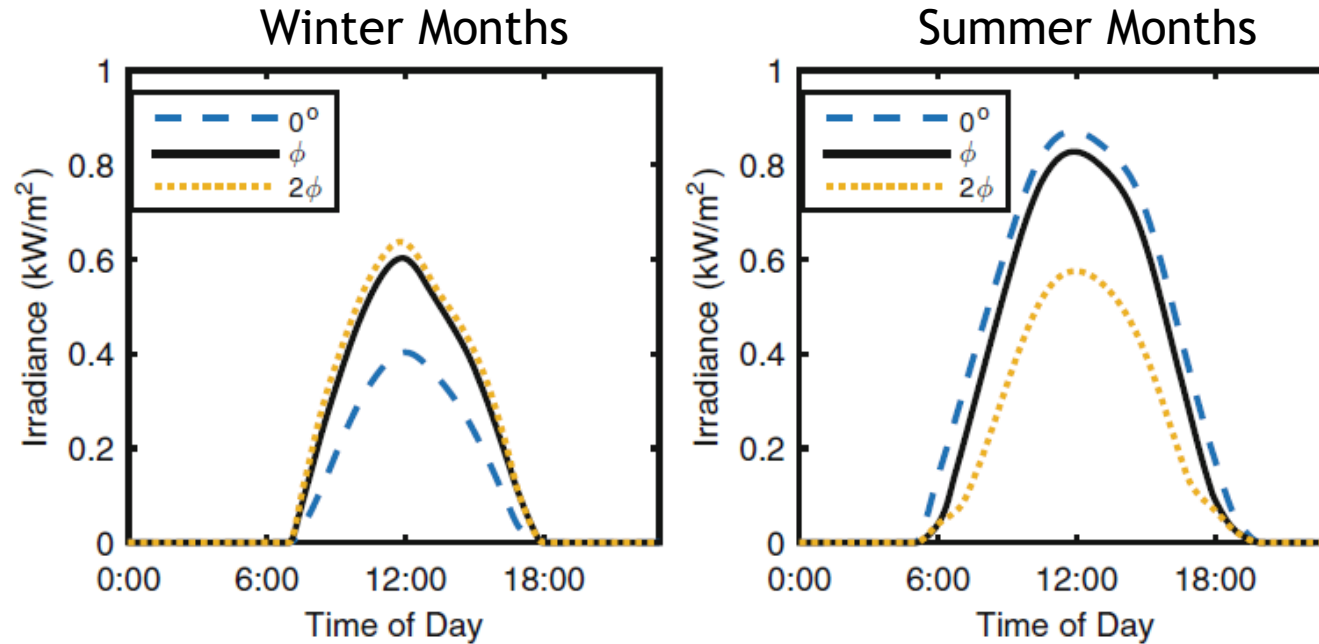 Winter Months
1
0.8
0.6
0.4
0.2
0
Irradiance (kW/m²)
0°
ϕ
2ϕ
0:00 6:00 12:00 18:00
Time of Day
Summer Months
1
0.8
0.6
0.4
0.2
0
Irradiance (kW/m²)
0°
ϕ
2ϕ
0:00 6:00 12:00 18:00
Time of Day